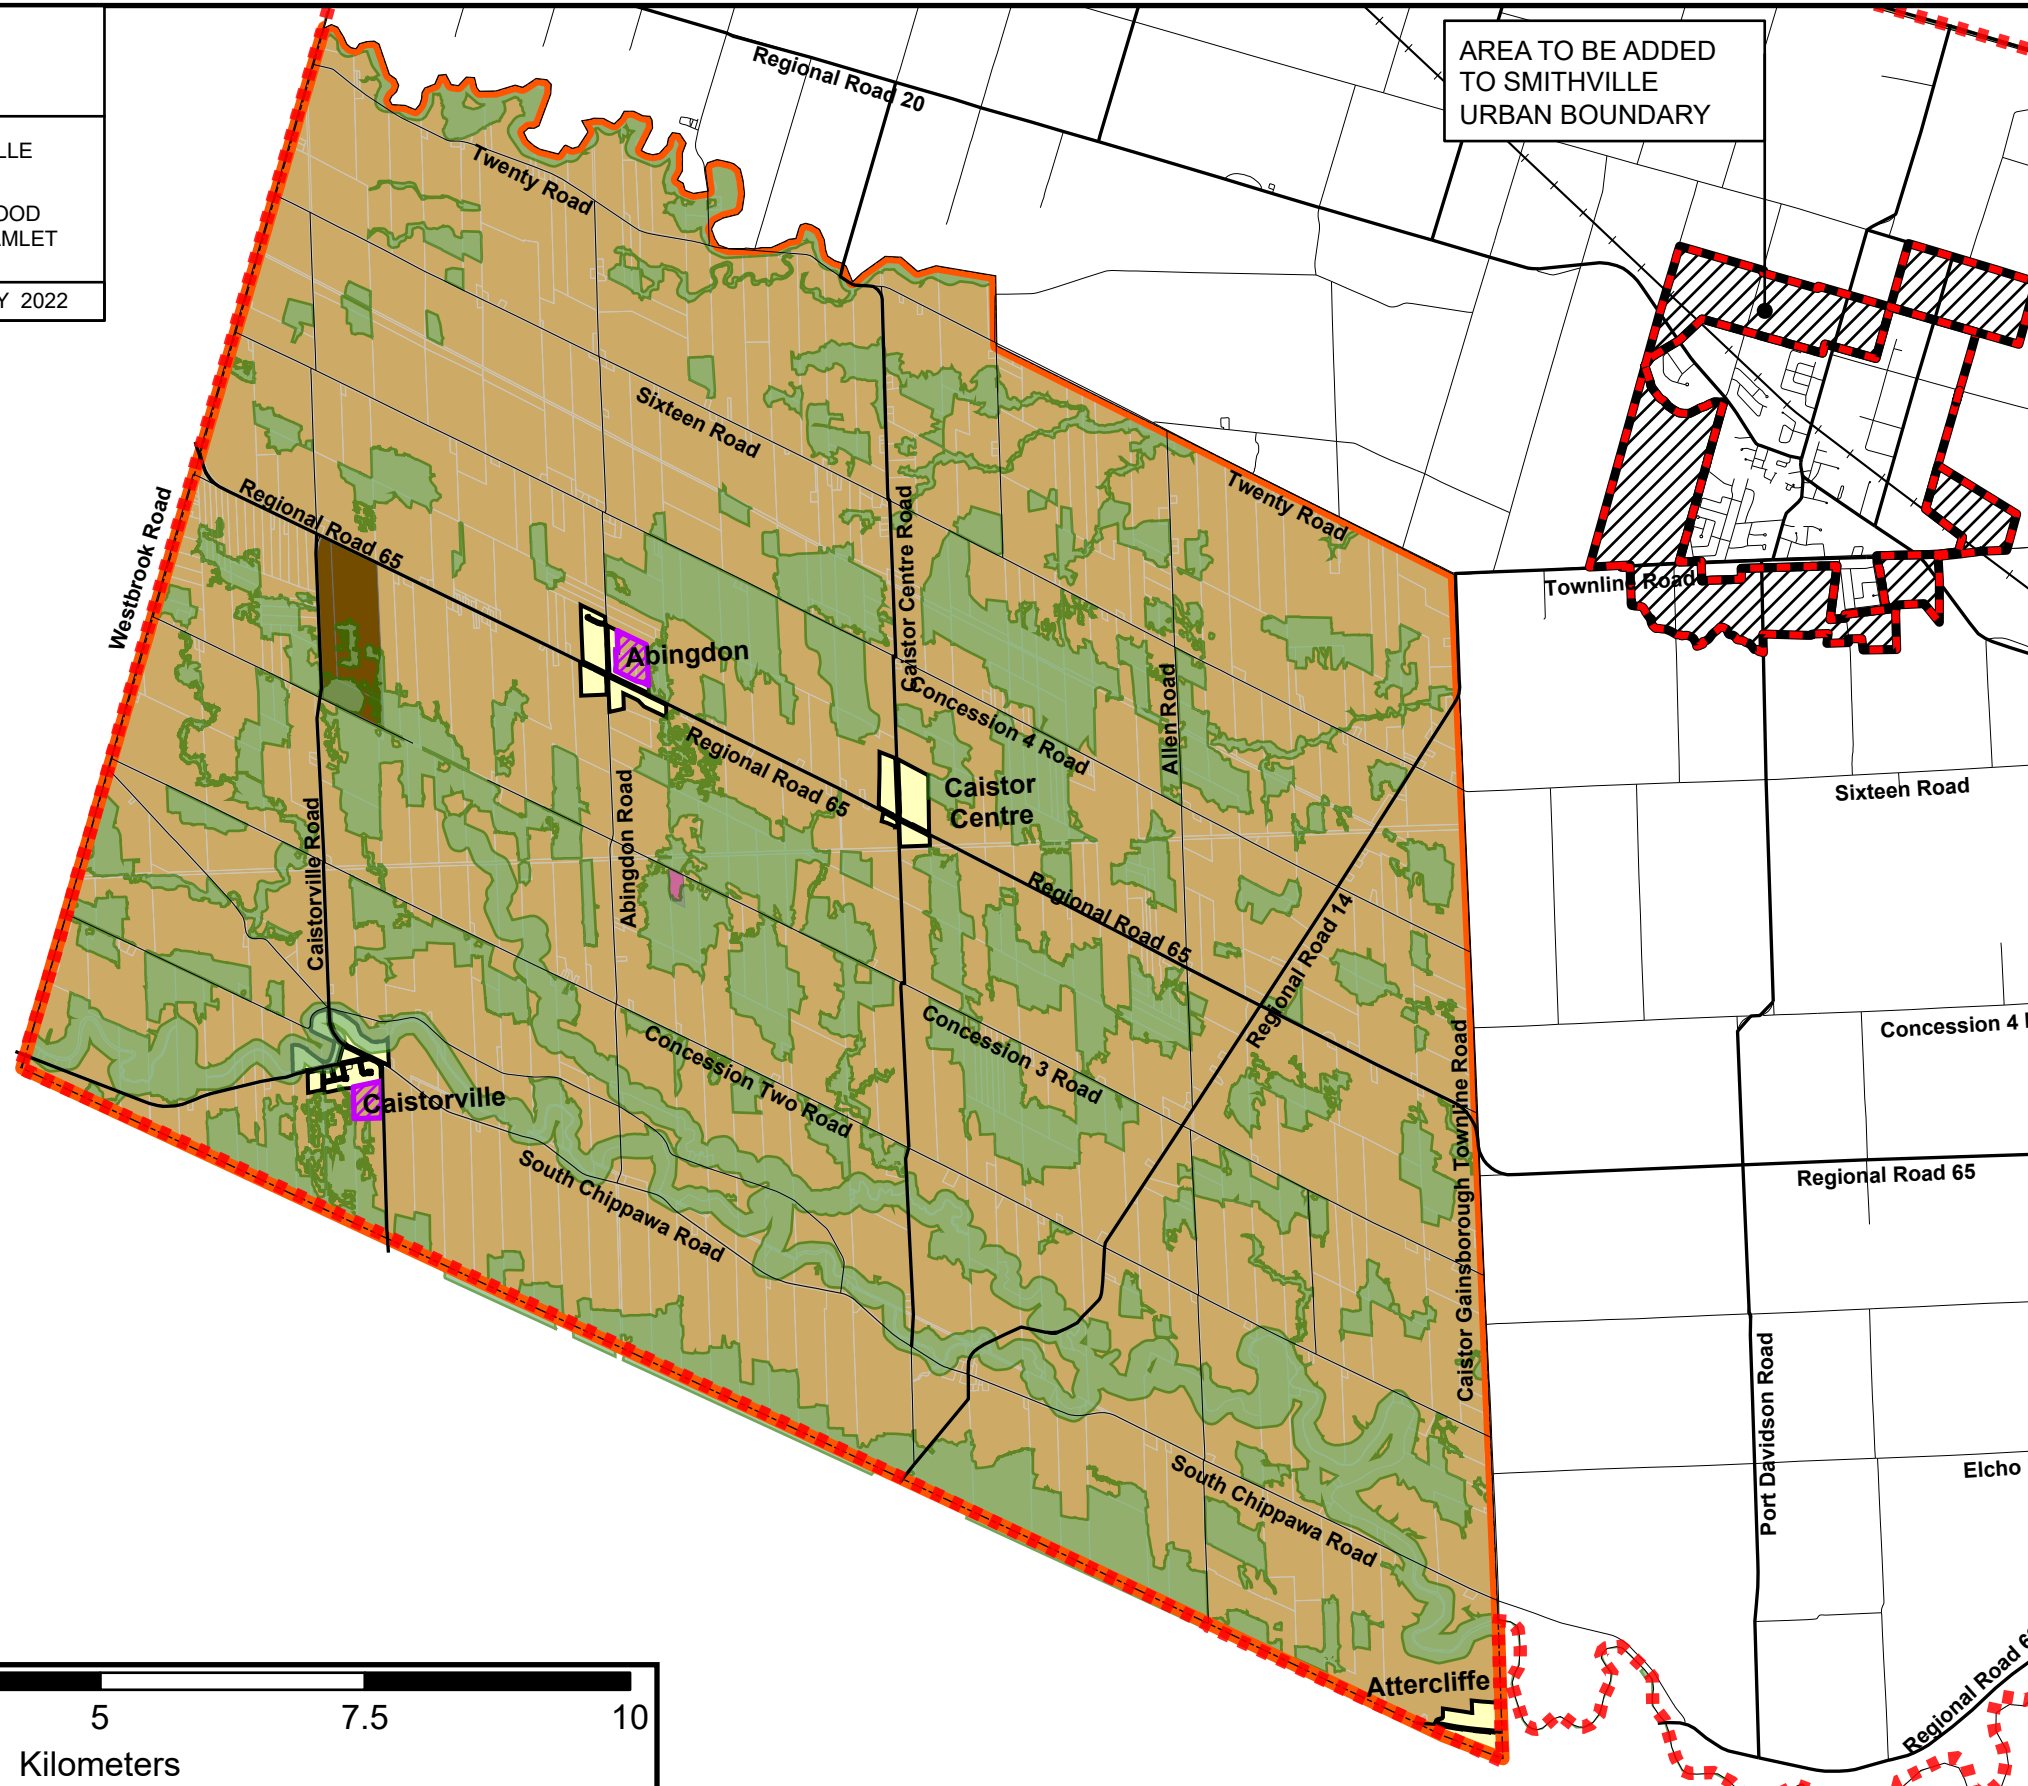 AREA TO BE ADDED
TO SMITHVILLE
URBAN BOUNDARY
2022
Regional Road 20
Twenty Road
Sixteen Road
Twenty Road
Westbrook Road
Regional Road 65
Caistor Centre Road
Townline Road
Abingdon
Concession 4 Road
Allen Road
Regional Road 65
Caistor
Centre
Sixteen Road
Caistorville Road
Abingdon Road
Regional Road 65
Regional Road 14
Concession 3 Road
Concession Two Road
Concession 4
Caistorville
Caistor Gainsborough Townline Road
South Chippawa Road
Regional Road 65
Port Davidson Road
Elcho
South Chippawa Road
Attercliffe
Regional Road
5
7.5
10
Kilometers